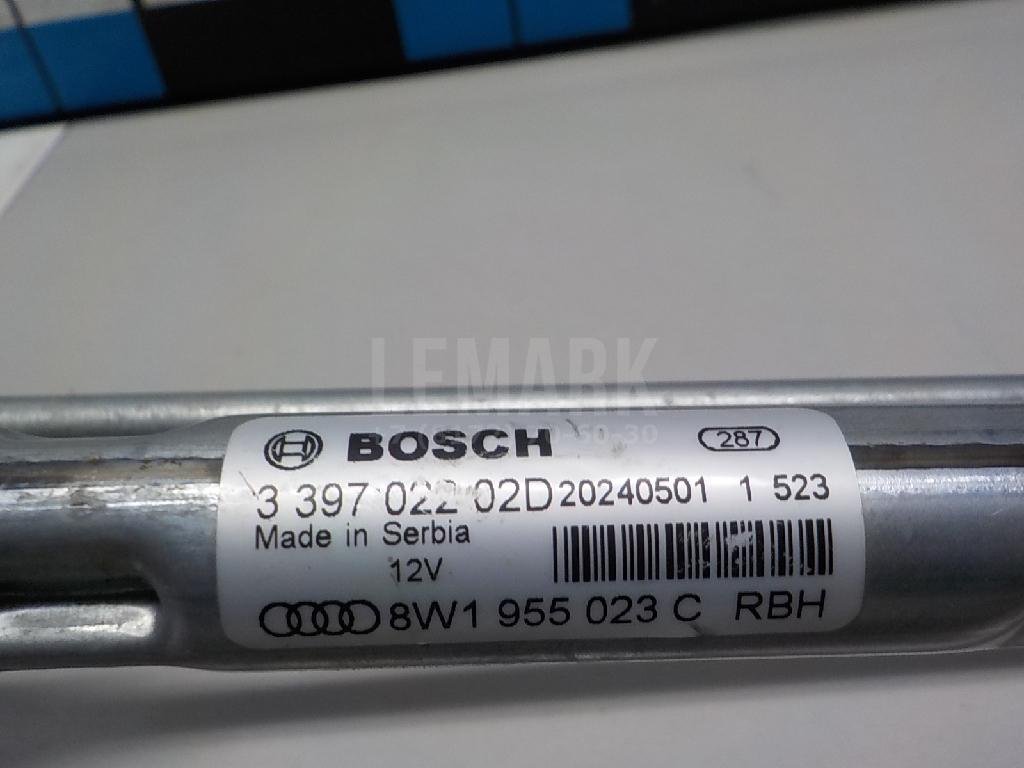 LEMARK
BOSCH 287
3 397 022 02D 20240501 1 523
Made in Serbia
12V
8W1 955 023 C RBH